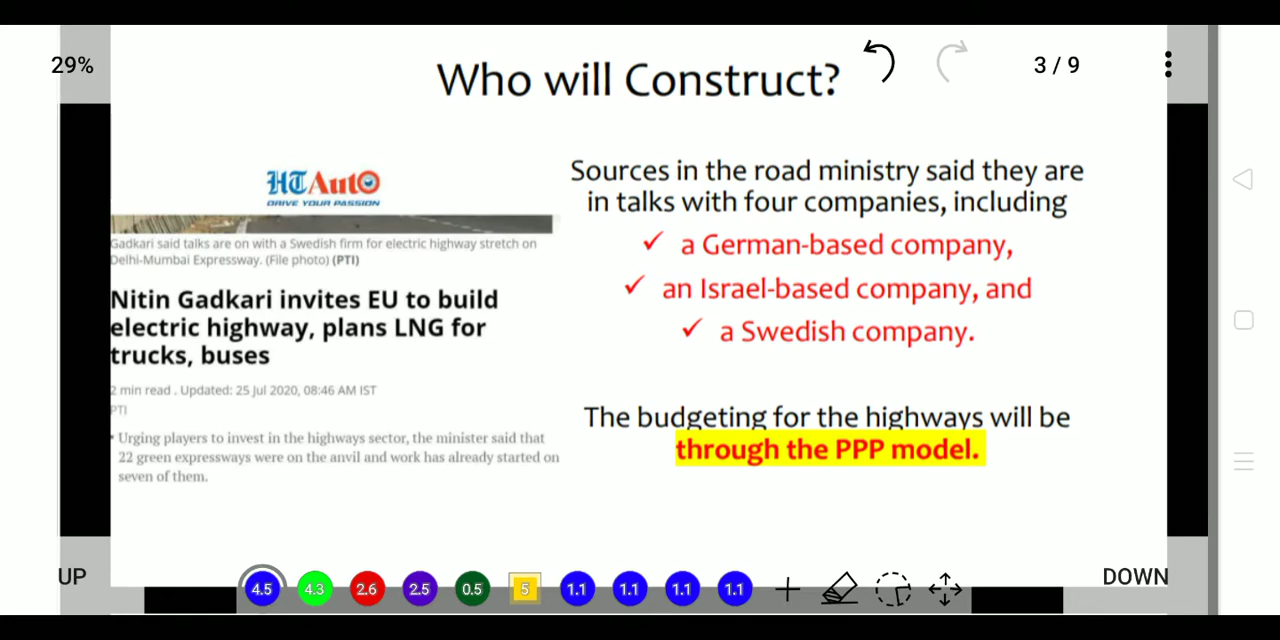 29%
Who will Construct?
3 / 9
HT Auto
DRIVE YOUR PASSION
Gadkari said talks are on with a Swedish firm for electric highway stretch on
Delhi-Mumbai Expressway. (File photo) (PTI)
Nitin Gadkari invites EU to build
electric highway, plans LNG for
trucks, buses
2 min read . Updated: 25 Jul 2020, 08:46 AM IST
PTI
• Urging players to invest in the highways sector, the minister said that
22 green expressways were on the anvil and work has already started on
seven of them.
Sources in the road ministry said they are
in talks with four companies, including
✓ a German-based company,
✓ an Israel-based company, and
✓ a Swedish company.
The budgeting for the highways will be
through the PPP model.
UP
DOWN
4.5 4.3 2.6 2.5 0.5 5 1.1 1.1 1.1 1.1